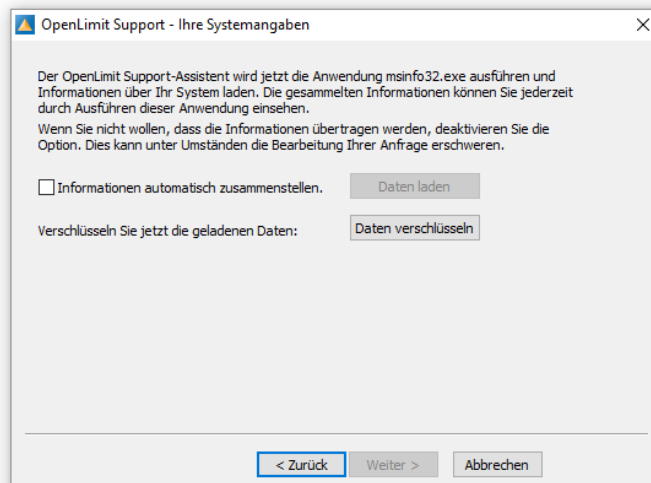 OpenLimit Support - Ihre Systemangaben
Der OpenLimit Support-Assistent wird jetzt die Anwendung msinfo32.exe ausführen und
Informationen über Ihr System laden. Die gesammelten Informationen können Sie jederzeit
durch Ausführen dieser Anwendung einsehen.
Wenn Sie nicht wollen, dass die Informationen übertragen werden, deaktivieren Sie die
Option. Dies kann unter Umständen die Bearbeitung Ihrer Anfrage erschweren.
Informationen automatisch zusammenstellen.
Daten laden
Verschlüsseln Sie jetzt die geladenen Daten:
Daten verschlüsseln
< Zurück
Weiter >
Abbrechen